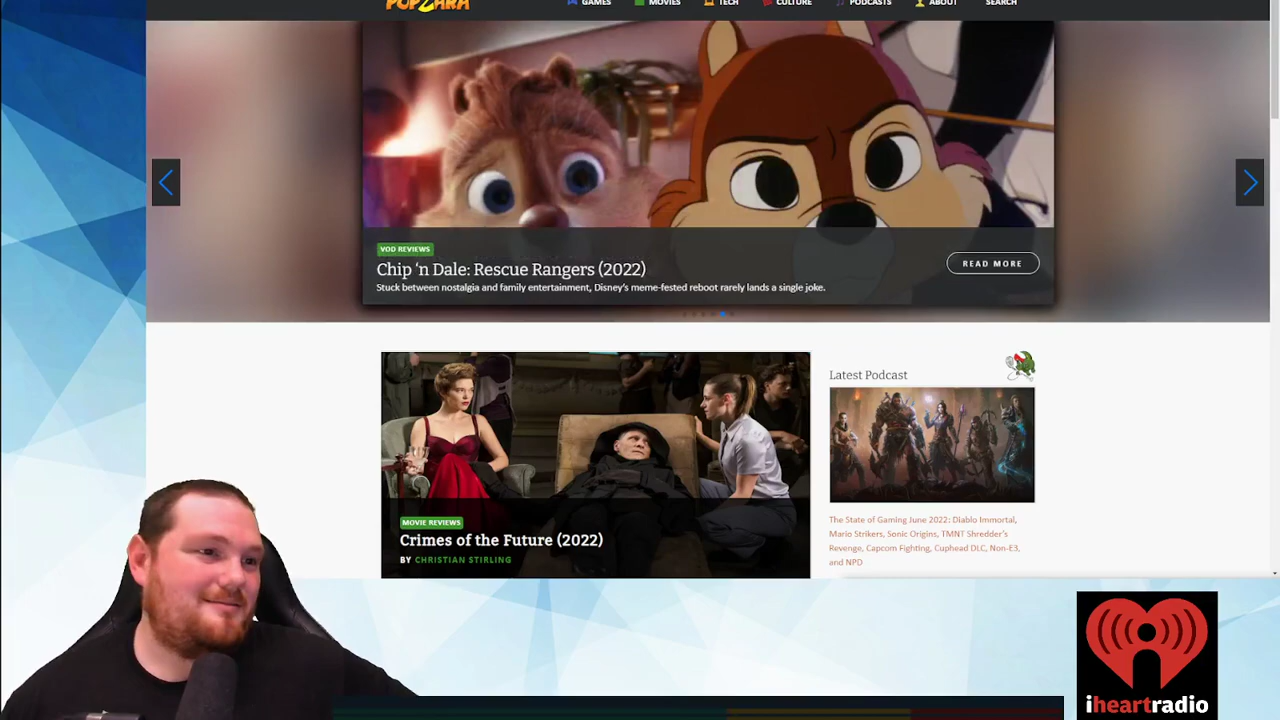 POPZARA
GAMES MOVIES TECH CULTURE PODCASTS ABOUT SEARCH
VOD REVIEWS
Chip ‘n Dale: Rescue Rangers (2022)
Stuck between nostalgia and family entertainment, Disney’s meme-fested reboot rarely lands a single joke.
READ MORE
MOVIE REVIEWS
Crimes of the Future (2022)
BY CHRISTIAN STIRLING
Latest Podcast
The State of Gaming June 2022: Diablo Immortal,
Mario Strikers, Sonic Origins, TMNT Shredder’s
Revenge, Capcom Fighting, Cuphead DLC, Non-E3,
and NPD
iheartradio